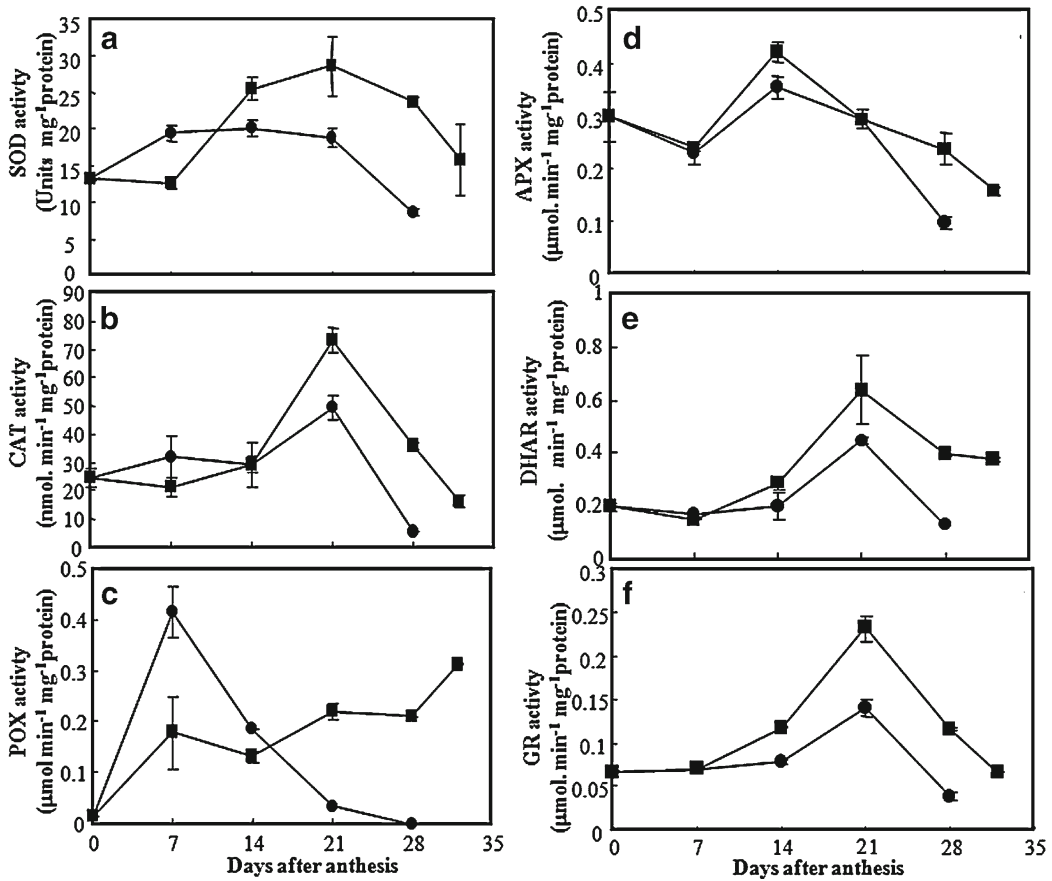 a
SOD activty
(Units mg-1protein)
35
30
25
20
15
10
5
0
b
CAT activty
(nmol. min-1 mg-1protein)
90
80
70
60
50
40
30
20
10
0
c
POX activty
(µmol min-1 mg-1protein)
0.5
0.4
0.3
0.2
0.1
0
0 7 14 21 28 35
Days after anthesis
d
APX activty
(µmol. min-1 mg-1protein)
0.5
0.4
0.3
0.2
0.1
0
e
DHAR activty
(µmol. min-1 mg-1protein)
1
0.8
0.6
0.4
0.2
0
f
GR activty
(µmol. min-1 mg-1protein)
0.3
0.25
0.2
0.15
0.1
0.05
0
0 7 14 21 28 35
Days after anthesis